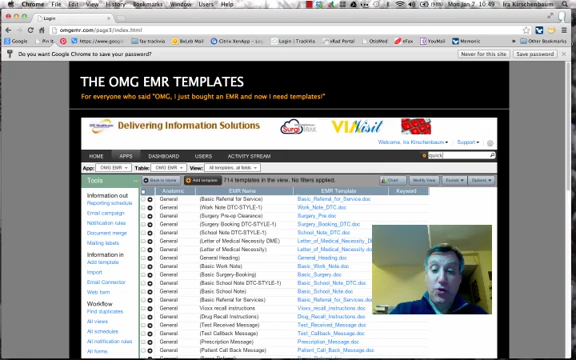 Chrome File Edit View History Bookmarks Window Users Help
Mon Jan 2 10:49 Ira Kirschenbaum
Login
omgemr.com/page3/index.html
Google Pin It
Other Bookmarks
Do you want Google Chrome to save your password?
Never for this site
Save password
THE OMG EMR TEMPLATES
For everyone who said "OMG, I just bought an EMR and now I need templates!"
Delivering Information Solutions
Welcome, Ira Kirschenbaum
Support
HOME APPS DASHBOARD USERS ACTIVITY STREAM
quick
App: OMG EMR Table: OMG EMR View: All templates, all fields
Tools
Back to Home
Add template
714 templates in the view. No filters applied.
Chart
Modify View
Format
Options
Anatomic EMR Name EMR Template Keyword
Information out
Reporting schedule
Email campaign
Notification rules
Document merge
Mailing labels
Information in
Add template
Import
Email Connector
Web form
Workflow
Find duplicates
All views
All schedules
All notification rules
All forms
General (Basic Referral for Service) Basic_Referral_for_Service.doc
General (Work Note DTC-STYLE-1) Work_Note_DTC.doc
General (Surgery Pre-op Clearance) Surgery_Pre.doc
General (Surgery Booking DTC-STYLE-1) Surgery_Booking_DTC.doc
General (School Note DTC-STYLE-1) School_Note_DTC.doc
General (Letter of Medical Necessity DME) Letter_of_Medical_Necessity_D
General (Letter of Medical Necessity) Letter_of_Medical_Necessity.d
General General Heading) General_Heading.doc
General (Basic Work Note) Basic_Work_Note.doc
General (Basic Surgery-Booking) Basic_Surgery.doc
General (Basic School Note DTC-STYLE-1) Basic_School_Note_DTC.doc
General (Basic School Note) Basic_School_Note.doc
General (Basic Referral for Services) Basic_Referral_for_Services.do
General Vioxx recall instructions Vioxx_recall_instructions.doc
General (Drug Recall Instructions) Drug_Recall_Instructions.doc
General (Test Received Message) Test_Received_Message.doc
General (Test Callback Message) Test_Callback_Message.doc
General (Prescription Message) Prescription_Message.doc
General (Patient Call Back Message) Patient_Call_Back_Message.doc